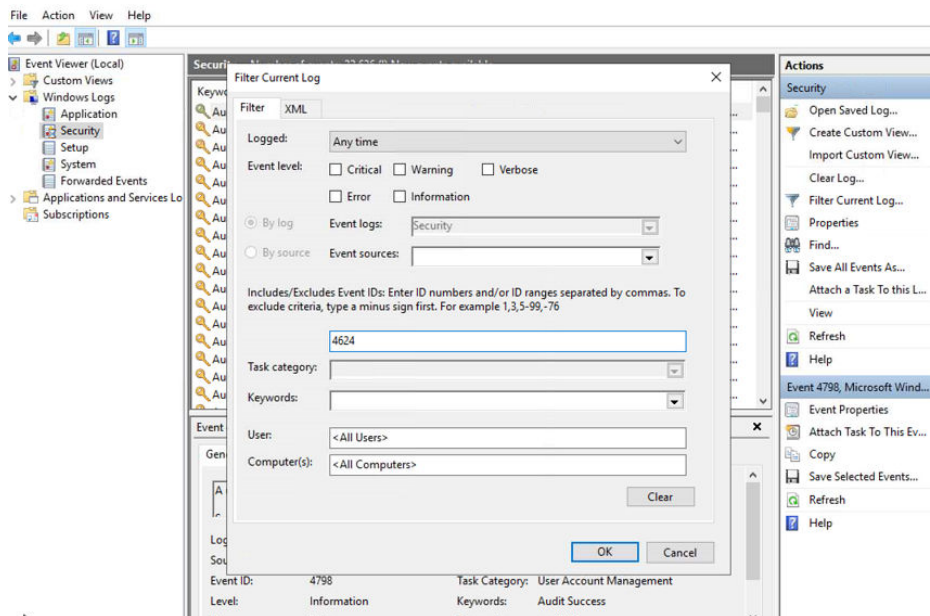 File Action View Help
Event Viewer (Local)
Custom Views
Windows Logs
Application
Security
Setup
System
Forwarded Events
Applications and Services Lo
Subscriptions
Filter Current Log
Filter XML
Logged: Any time
Event level: Critical Warning Verbose
Error Information
By log Event logs: Security
By source Event sources:
Includes/Excludes Event IDs: Enter ID numbers and/or ID ranges separated by commas. To
exclude criteria, type a minus sign first. For example 1,3,5-99,-76
4624
Task category:
Keywords:
User: <All Users>
Computer(s): <All Computers>
Clear
OK Cancel
Event
Gen
Log
Sou
Event ID: 4798 Task Category: User Account Management
Level: Information Keywords: Audit Success
Actions
Security
Open Saved Log...
Create Custom View...
Import Custom View...
Clear Log...
Filter Current Log...
Properties
Find...
Save All Events As...
Attach a Task To this L...
View
Refresh
Help
Event 4798, Microsoft Wind...
Event Properties
Attach Task To This Ev...
Copy
Save Selected Events...
Refresh
Help